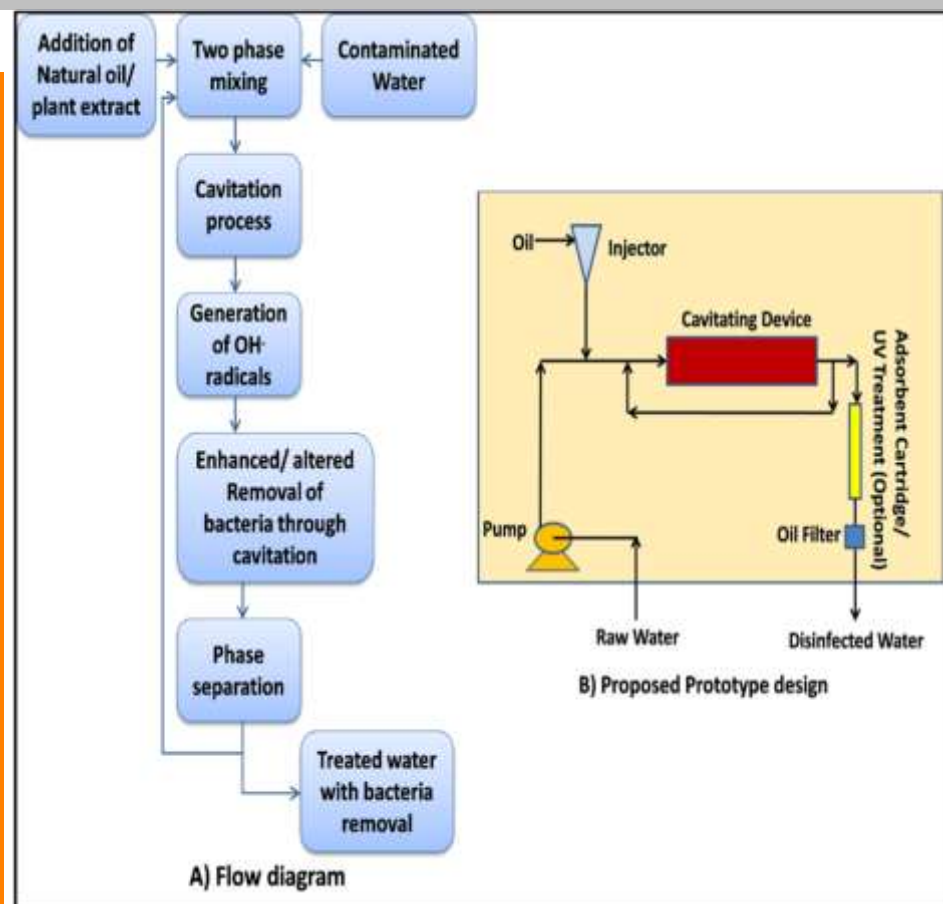 Addition of
Natural oil/
plant extract
Two phase
mixing
Contaminated
Water
Cavitation
process
Generation
of OH·
radicals
Enhanced/ altered
Removal of
bacteria through
cavitation
Phase
separation
Treated water
with bacteria
removal
A) Flow diagram
Oil
Injector
Cavitating Device
Adsorbent Cartridge/
UV Treatment (Optional)
Pump
Oil Filter
Raw Water
Disinfected Water
B) Proposed Prototype design